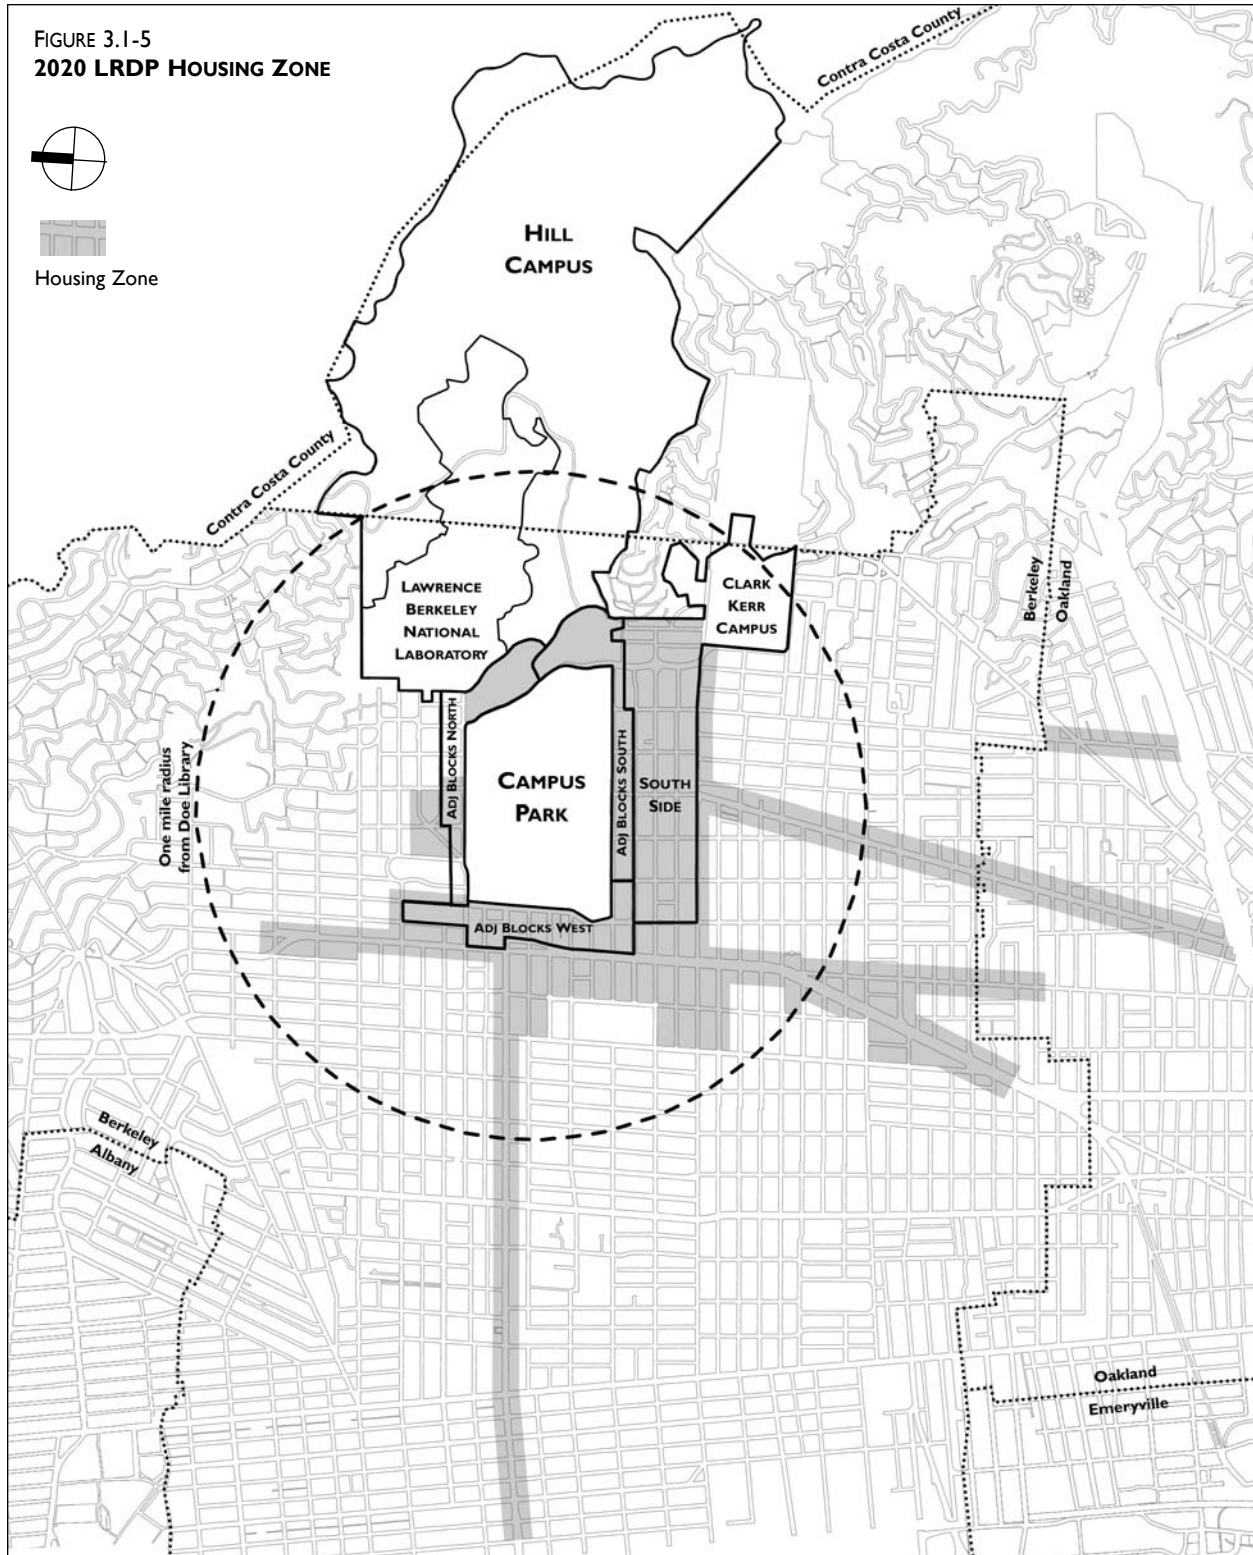 FIGURE 3.1-5
2020 LRDP HOUSING ZONE
Housing Zone
Contra Costa County
HILL
CAMPUS
Contra Costa County
LAWRENCE
BERKELEY
NATIONAL
LABORATORY
CLARK
KERR
CAMPUS
Berkeley
Oakland
One mile radius
from Doe Library
ADJ BLOCKS NORTH
CAMPUS
PARK
ADJ BLOCKS SOUTH
SOUTH
SIDE
ADJ BLOCKS WEST
Berkeley
Albany
Oakland
Emeryville